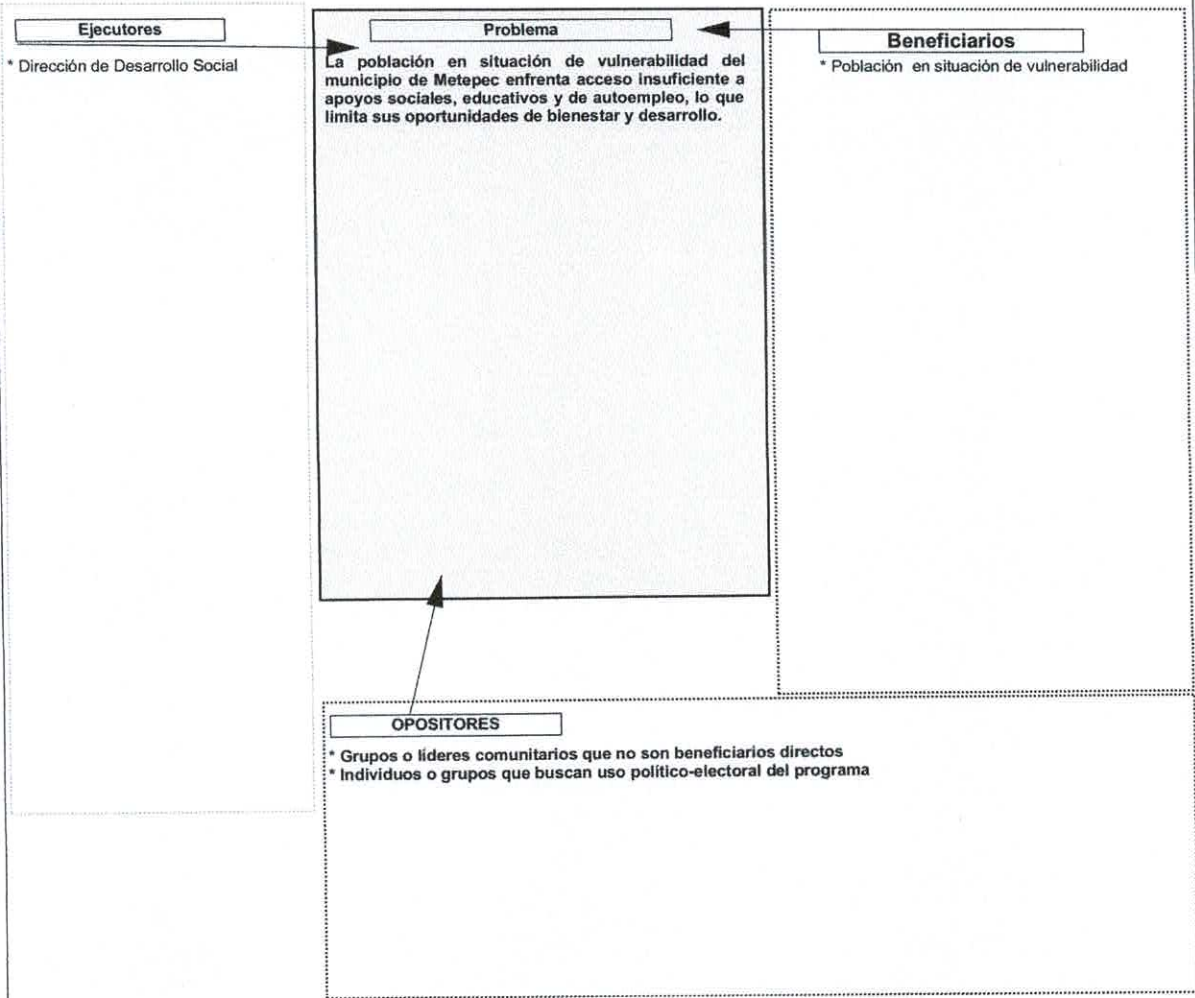 Ejecutores
* Dirección de Desarrollo Social
Problema
La población en situación de vulnerabilidad del
municipio de Metepec enfrenta acceso insuficiente a
apoyos sociales, educativos y de autoempleo, lo que
limita sus oportunidades de bienestar y desarrollo.
Beneficiarios
* Población en situación de vulnerabilidad
OPOSITORES
* Grupos o líderes comunitarios que no son beneficiarios directos
* Individuos o grupos que buscan uso político-electoral del programa